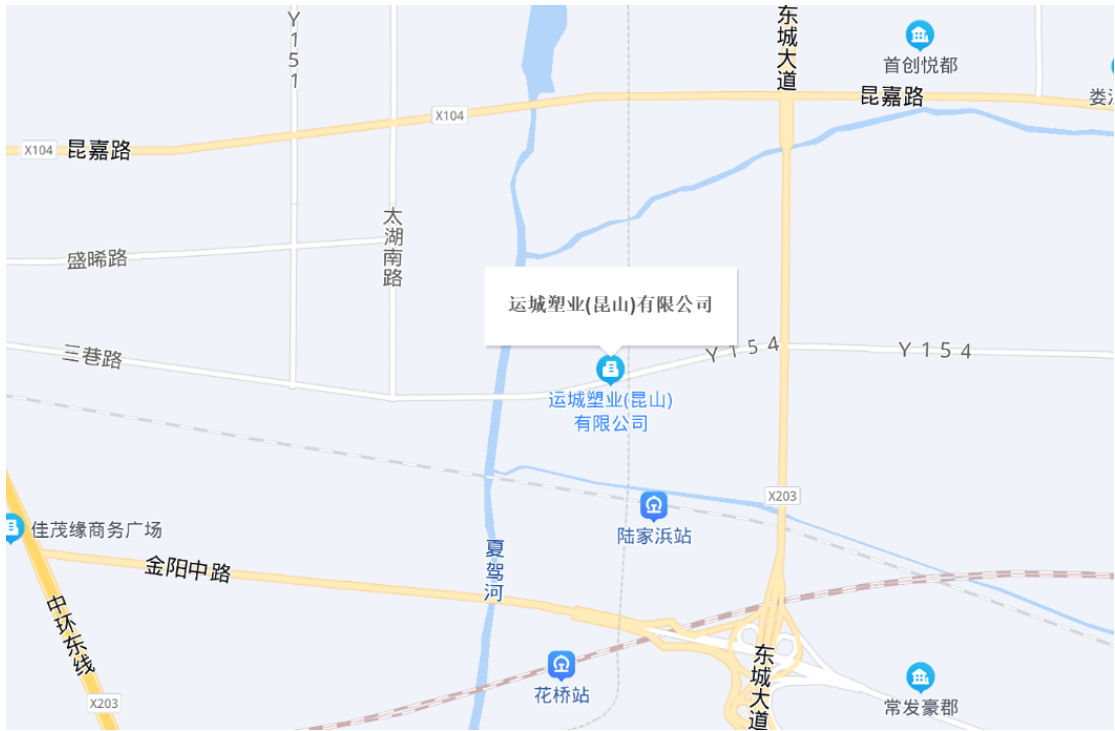 Y151
东城大道
首创悦都
昆嘉路
娄江
X104
X104
昆嘉路
太湖南路
盛晞路
运城塑业(昆山)有限公司
三巷路
Y154
Y154
运城塑业(昆山)
有限公司
X203
佳茂缘商务广场
陆家浜站
金阳中路
夏驾河
中环东线
东城大道
花桥站
常发豪郡
X203